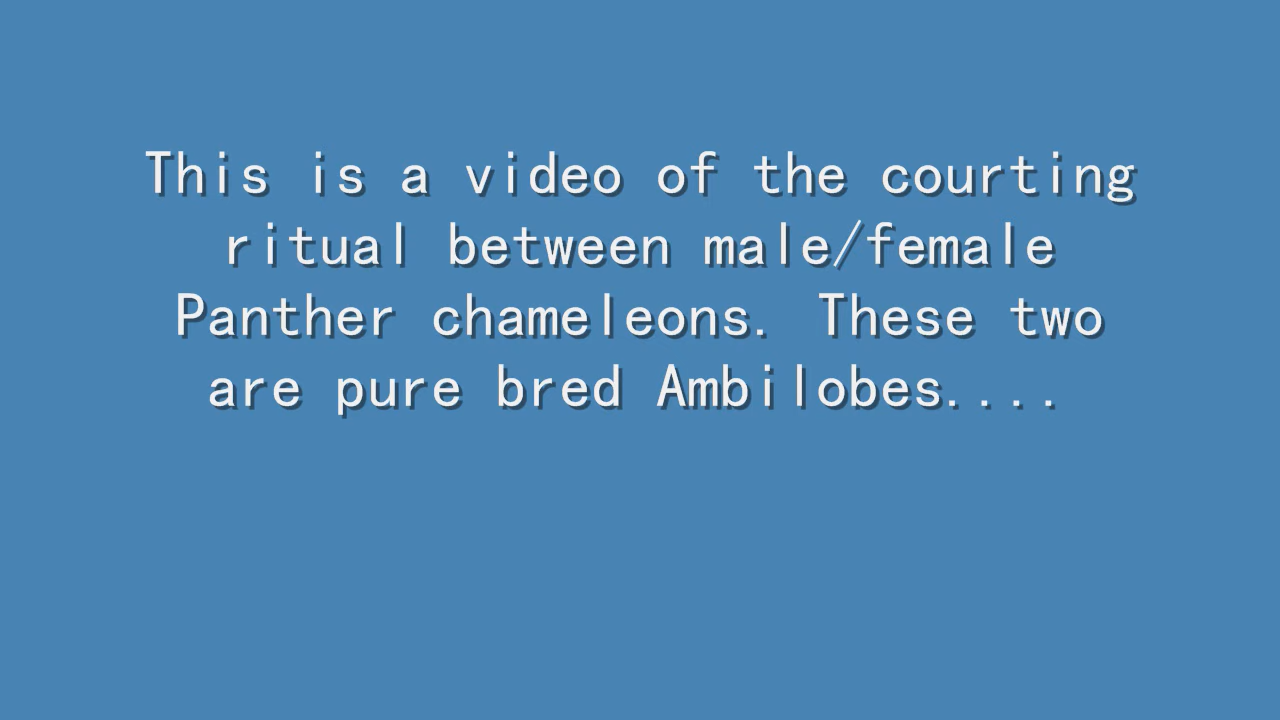 This is a video of the courting
ritual between male/female
Panther chameleons. These two
are pure bred Ambilobes....